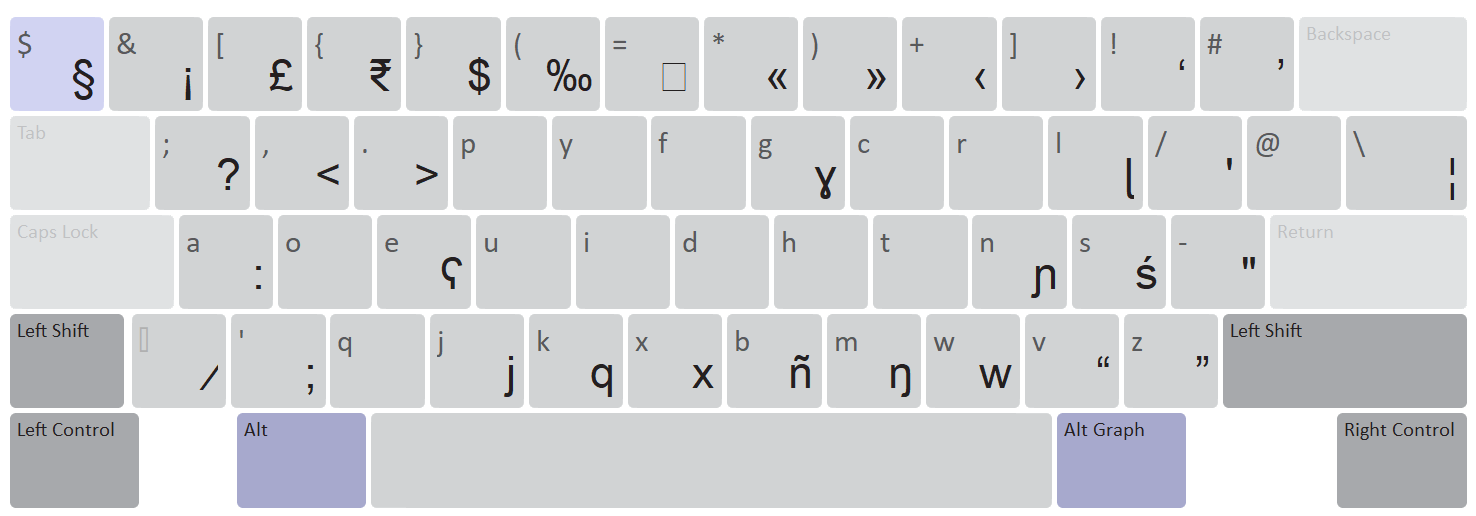 $ § & ¡ [ £ { ₹ } $ ( ‰ = * « ) » + ‹ ] › ! ‘ # ’ Backspace
Tab ; ? , < . > p y f g ɣ c r l ɩ / ' @ \ ¦
Caps Lock a : o e ʕ u i d h t n ɲ s ś - " Return
Left Shift ⁄ ' ; q j j k q x x b ñ m ŋ w w v “ z ” Left Shift
Left Control Alt Alt Graph Right Control